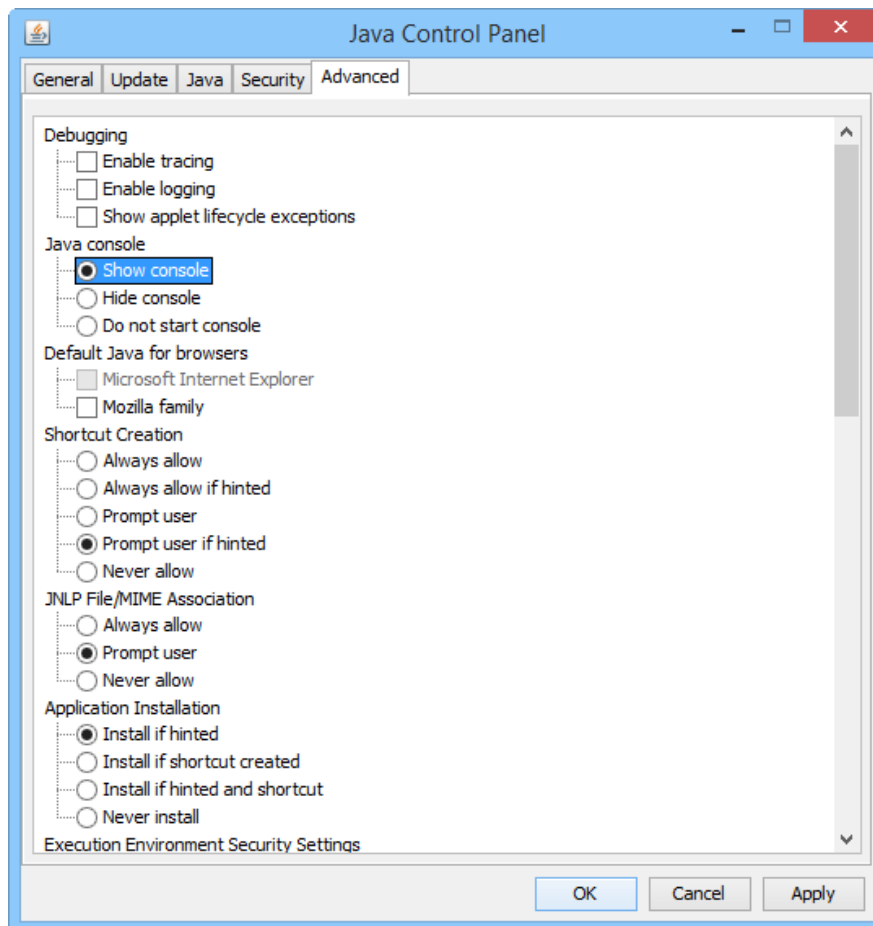 Java Control Panel
General Update Java Security Advanced
Debugging
Enable tracing
Enable logging
Show applet lifecycle exceptions
Java console
Show console
Hide console
Do not start console
Default Java for browsers
Microsoft Internet Explorer
Mozilla family
Shortcut Creation
Always allow
Always allow if hinted
Prompt user
Prompt user if hinted
Never allow
JNLP File/MIME Association
Always allow
Prompt user
Never allow
Application Installation
Install if hinted
Install if shortcut created
Install if hinted and shortcut
Never install
Execution Environment Security Settings
OK Cancel Apply